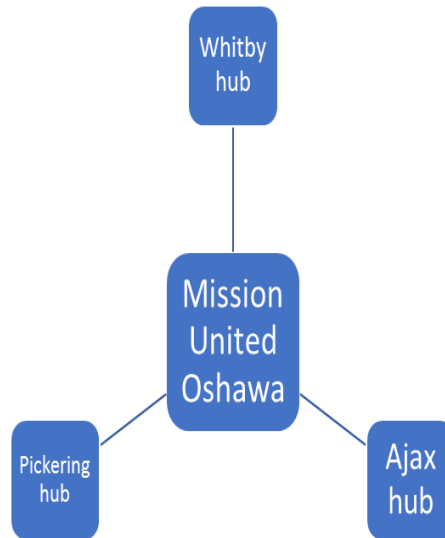 Whitby
hub
Mission
United
Oshawa
Pickering
hub
Ajax
hub